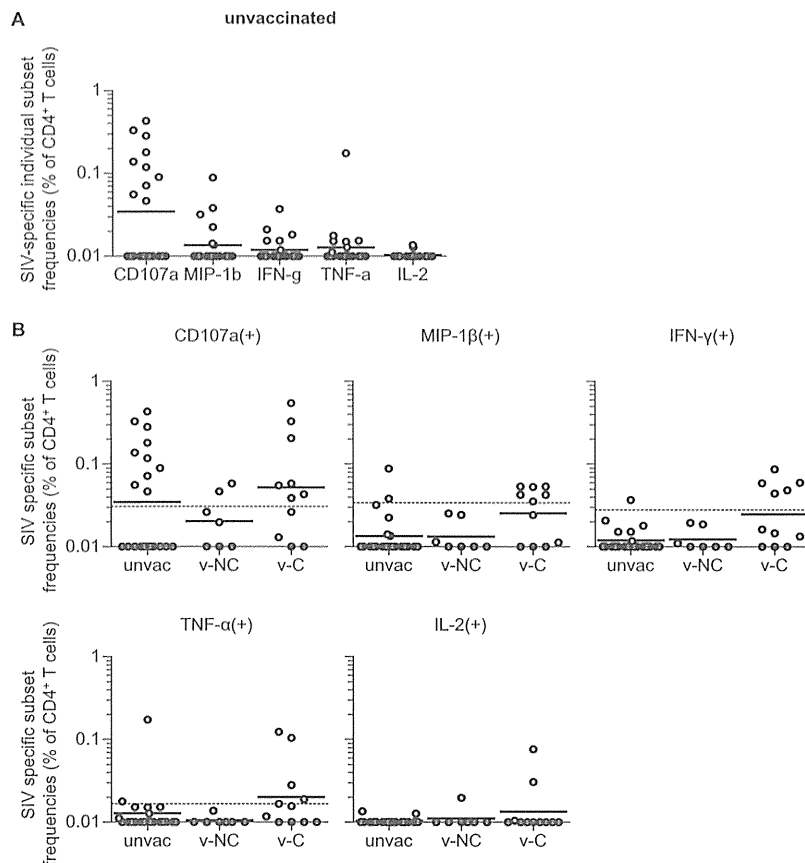 A
unvaccinated
SIV-specific individual subset
frequencies (% of CD4⁺ T cells)
1
0.1
0.01
CD107a MIP-1b IFN-g TNF-a IL-2
B
CD107a(+) MIP-1β(+) IFN-γ(+)
SIV specific subset
frequencies (% of CD4⁺ T cells)
1
0.1
0.01
unvac v-NC v-C unvac v-NC v-C unvac v-NC v-C
TNF-α(+) IL-2(+)
SIV specific subset
frequencies (% of CD4⁺ T cells)
1
0.1
0.01
unvac v-NC v-C unvac v-NC v-C